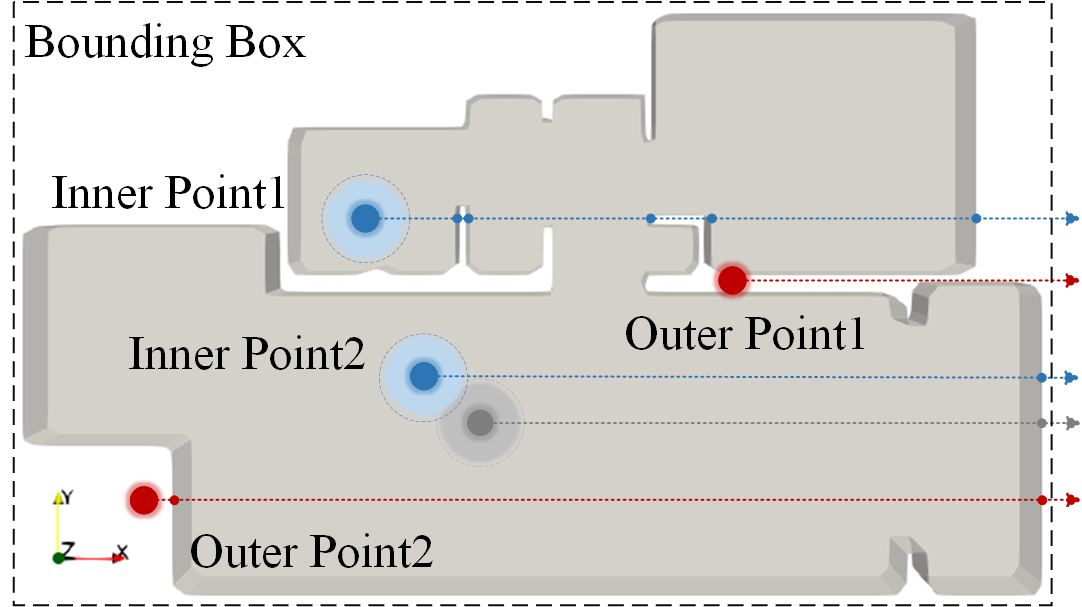 Bounding Box
Inner Point1
Outer Point1
Inner Point2
Y
Z X
Outer Point2